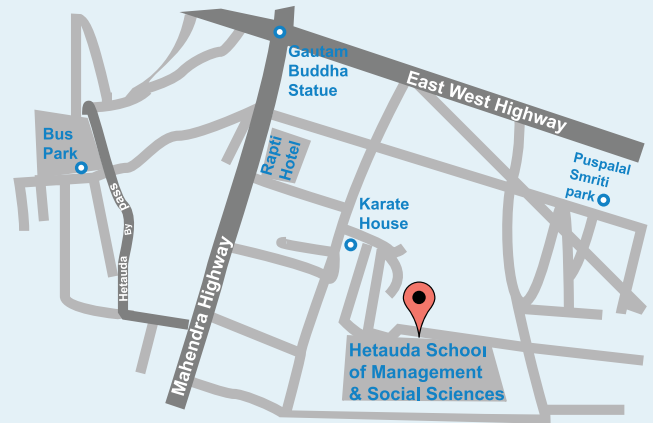 Gautam
Buddha
Statue
East West Highway
Bus
Park
Rapti
Hotel
Puspalal
Smriti
park
Karate
House
Hetauda By pass
Mahendra Highway
Hetauda School
of Management
& Social Sciences